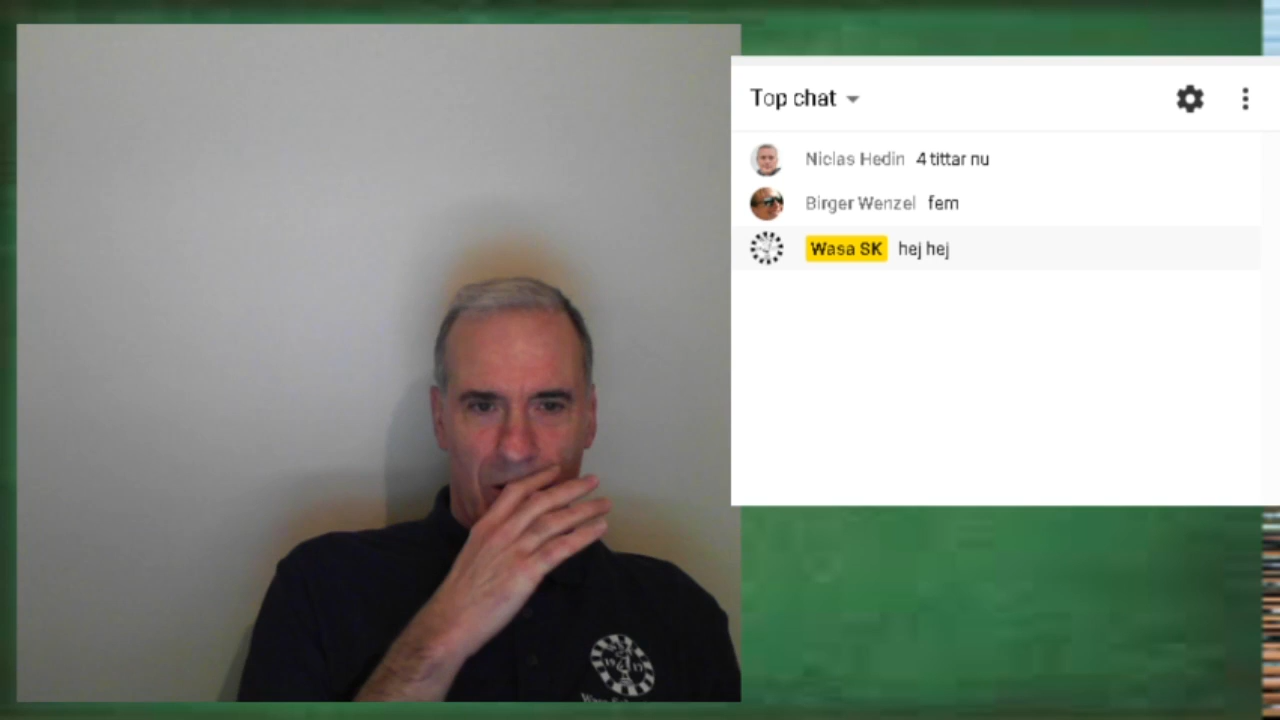 Top chat
Niclas Hedin 4 tittar nu
Birger Wenzel fem
Wasa SK hej hej